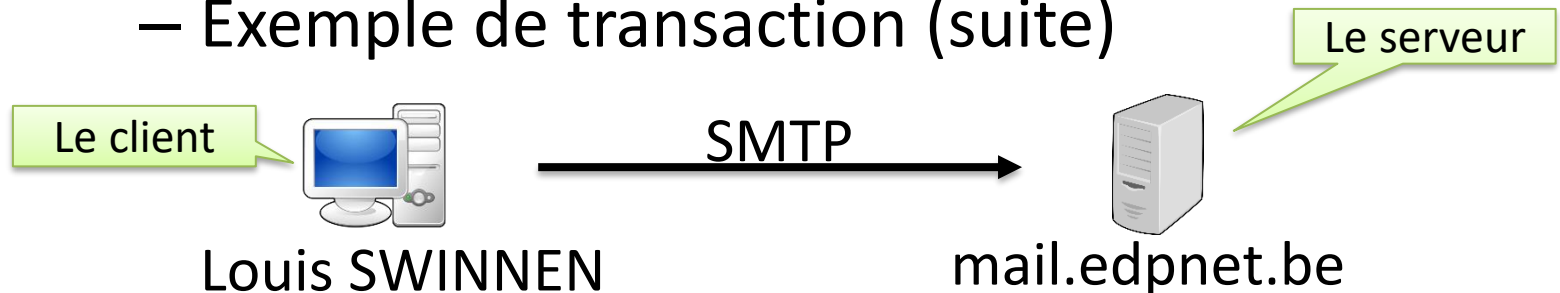 – Exemple de transaction (suite)
Le serveur
Le client
SMTP
Louis SWINNEN
mail.edpnet.be